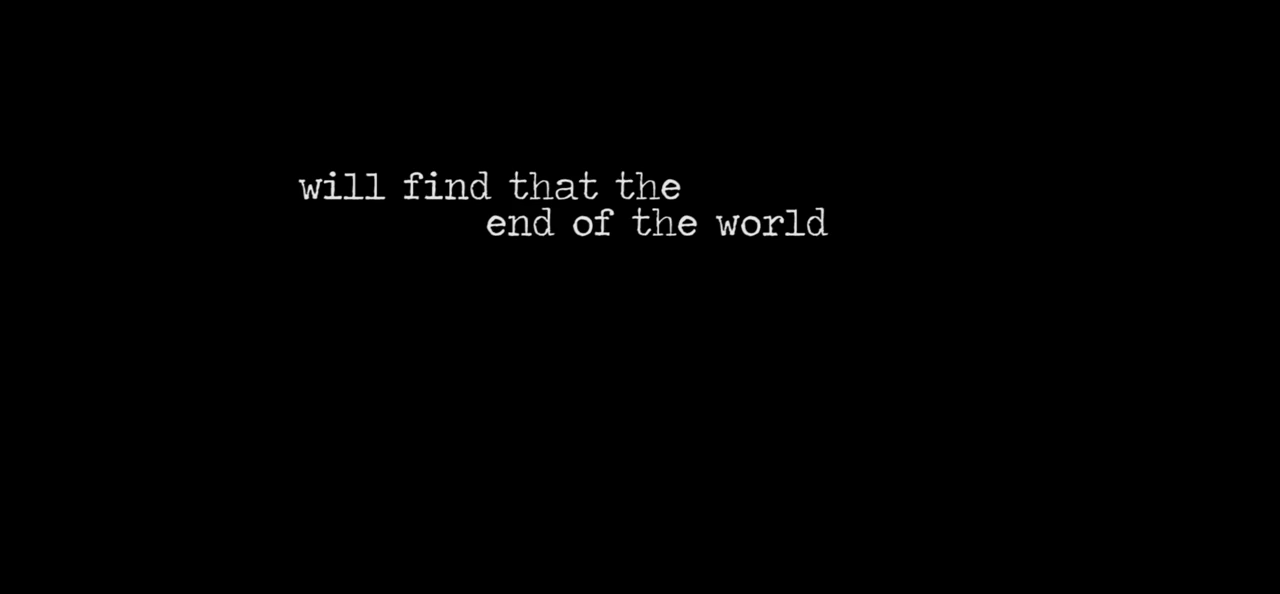 will find that the
end of the world